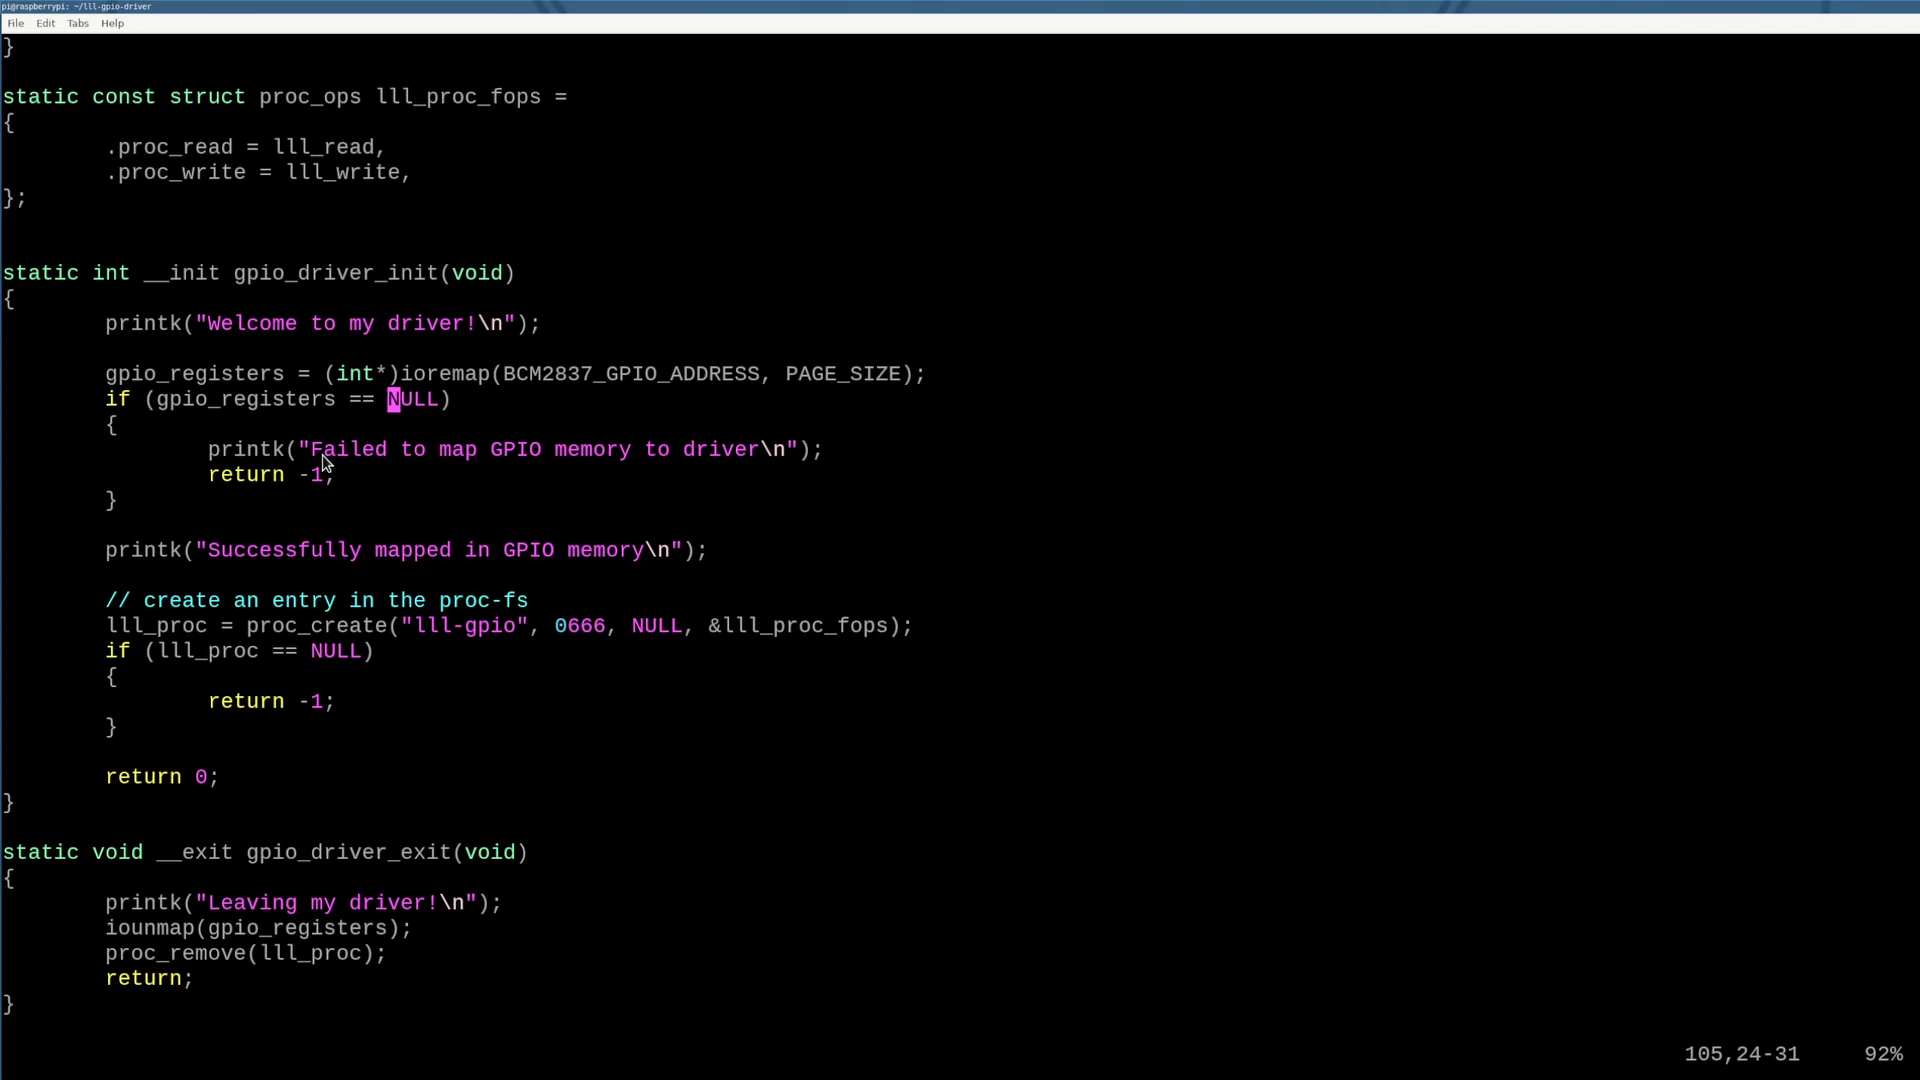 pi@raspberrypi: ~/lll-gpio-driver
File Edit Tabs Help
}
static const struct proc_ops lll_proc_fops =
{
        .proc_read = lll_read,
        .proc_write = lll_write,
};
static int __init gpio_driver_init(void)
{
        printk("Welcome to my driver!\n");
        gpio_registers = (int*)ioremap(BCM2837_GPIO_ADDRESS, PAGE_SIZE);
        if (gpio_registers == NULL)
        {
                printk("Failed to map GPIO memory to driver\n");
                return -1;
        }
        printk("Successfully mapped in GPIO memory\n");
        // create an entry in the proc-fs
        lll_proc = proc_create("lll-gpio", 0666, NULL, &lll_proc_fops);
        if (lll_proc == NULL)
        {
                return -1;
        }
        return 0;
}
static void __exit gpio_driver_exit(void)
{
        printk("Leaving my driver!\n");
        iounmap(gpio_registers);
        proc_remove(lll_proc);
        return;
}
105,24-31 92%